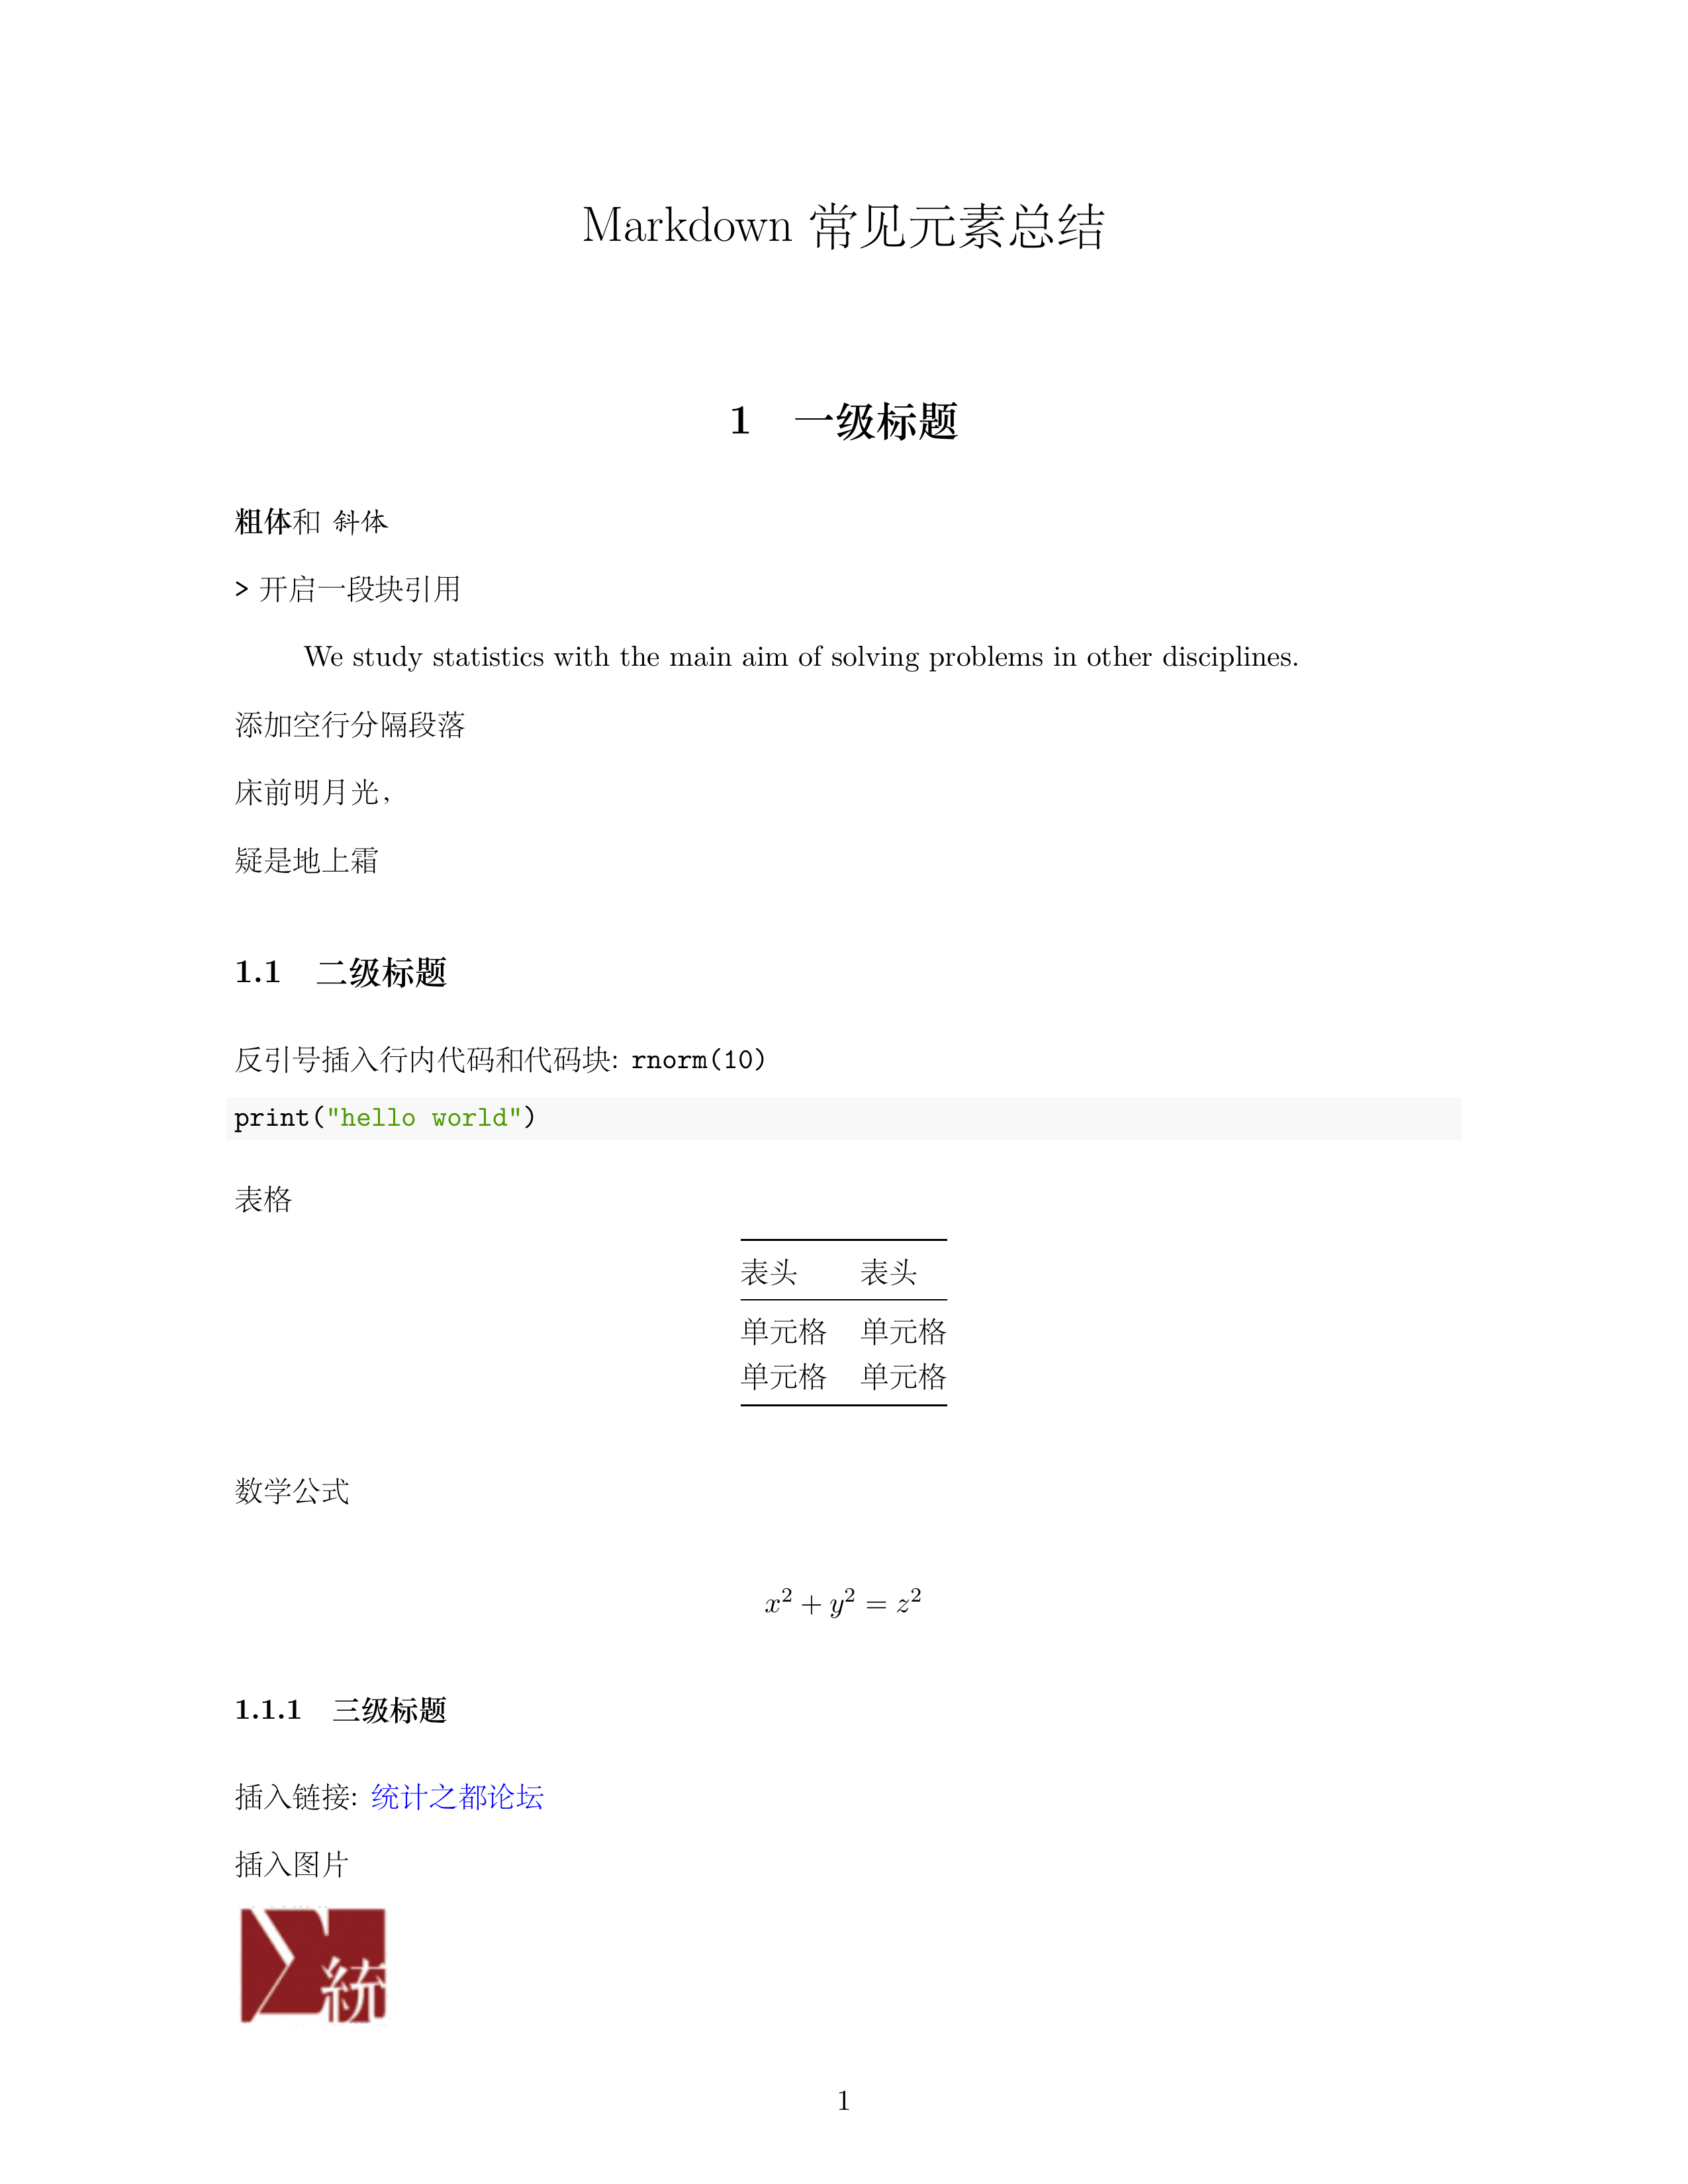 Markdown 常见元素总结
1 一级标题
粗体和 斜体
> 开启一段块引用
We study statistics with the main aim of solving problems in other disciplines.
添加空行分隔段落
床前明月光,
疑是地上霜
1.1 二级标题
反引号插入行内代码和代码块: rnorm(10)
print("hello world")
表格
表头 表头
单元格 单元格
单元格 单元格
数学公式
x² + y² = z²
1.1.1 三级标题
插入链接: 统计之都论坛
插入图片
統
1